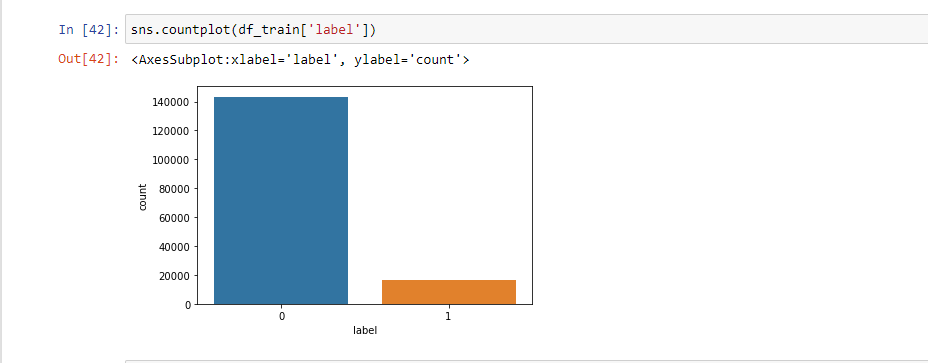 In [42]: sns.countplot(df_train['label'])
Out[42]: <AxesSubplot:xlabel='label', ylabel='count'>
140000
120000
100000
80000
60000
40000
20000
0
count
0 1
label